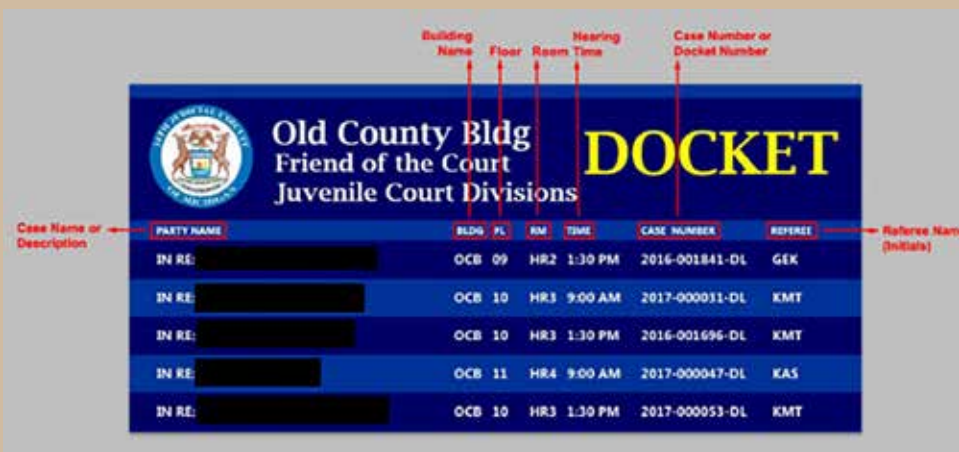 Building Name
Floor
Room
Hearing Time
Case Number or Docket Number
Old County Bldg
Friend of the Court
Juvenile Court Divisions
DOCKET
OF MICHIGAN
Case Name or Description
PARTY NAME BLDG FL RM TIME CASE NUMBER REFEREE
Referee Nam
(Initials)
IN RE: OCB 09 HR2 1:30 PM 2016-001841-DL GEK
IN RE: OCB 10 HR3 9:00 AM 2017-000031-DL KMT
IN RE: OCB 10 HR3 1:30 PM 2016-001696-DL KMT
IN RE: OCB 11 HR4 9:00 AM 2017-000047-DL KAS
IN RE: OCB 10 HR3 1:30 PM 2017-000053-DL KMT